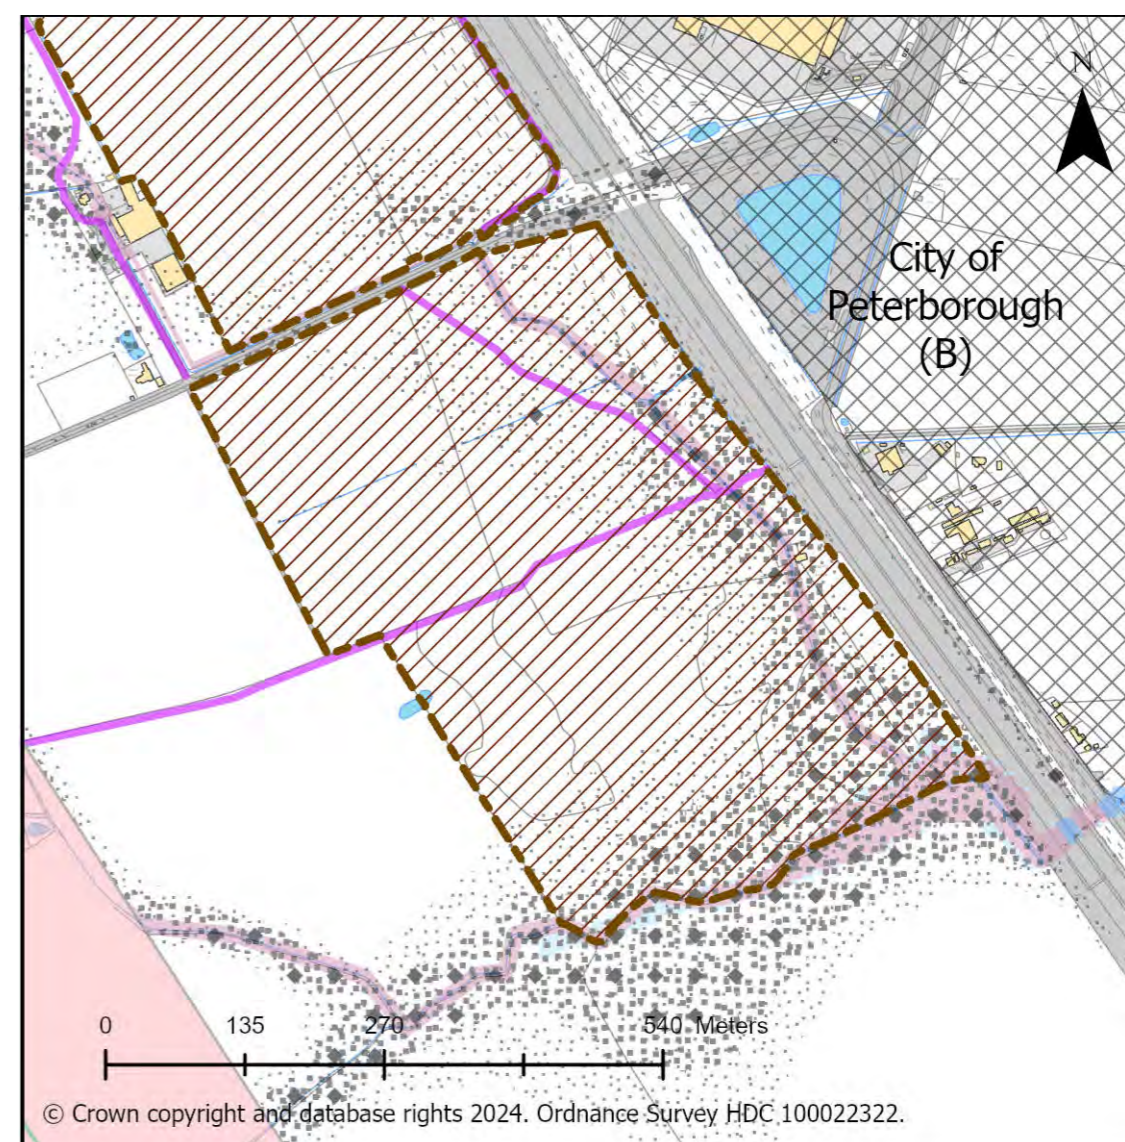 N
City of
Peterborough
(B)
0 135 270 540 Meters
© Crown copyright and database rights 2024. Ordnance Survey HDC 100022322.